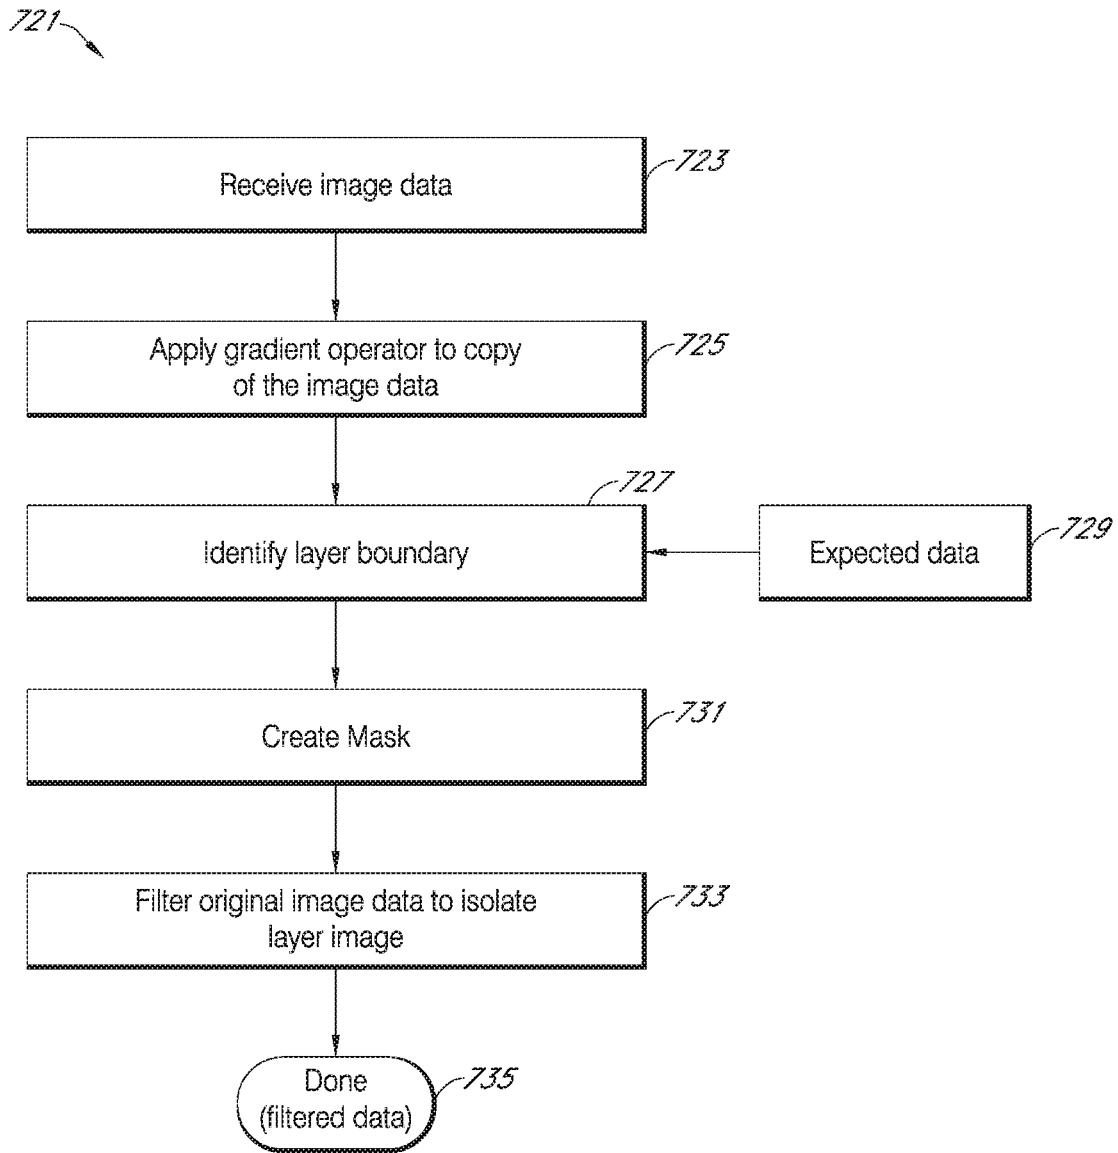 721
Receive image data
723
Apply gradient operator to copy
of the image data
725
727
Identify layer boundary
Expected data
729
Create Mask
731
Filter original image data to isolate
layer image
733
Done
(filtered data)
735